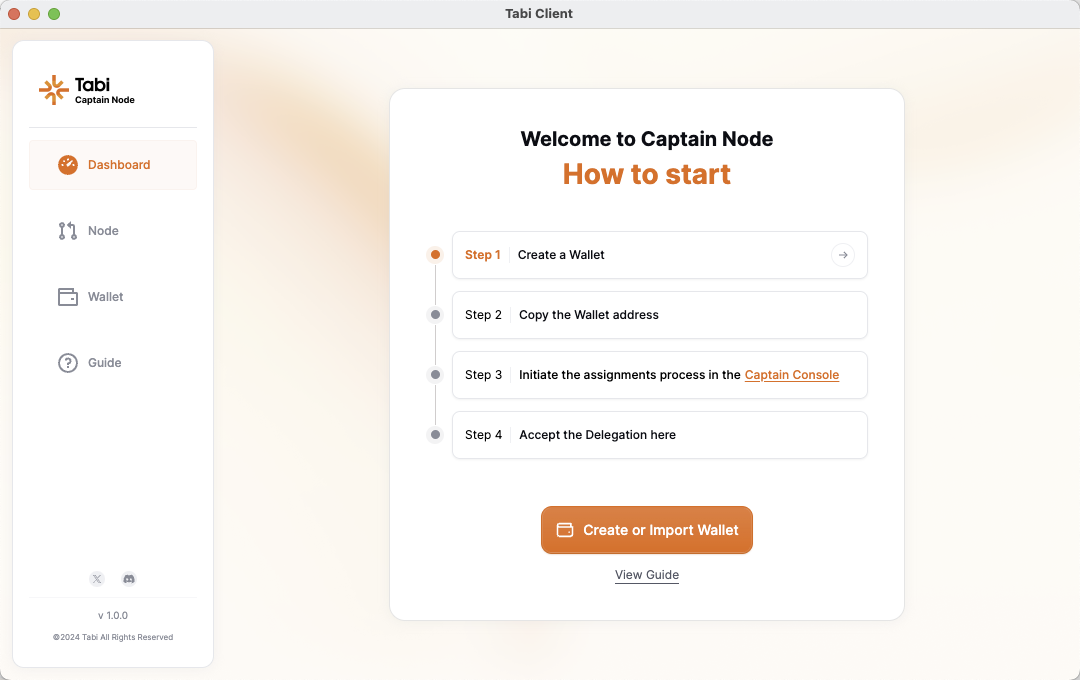 Tabi Client
Tabi
Captain Node
Dashboard
Node
Wallet
Guide
v 1.0.0
©2024 Tabi All Rights Reserved
Welcome to Captain Node
How to start
Step 1 Create a Wallet
Step 2 Copy the Wallet address
Step 3 Initiate the assignments process in the Captain Console
Step 4 Accept the Delegation here
Create or Import Wallet
View Guide